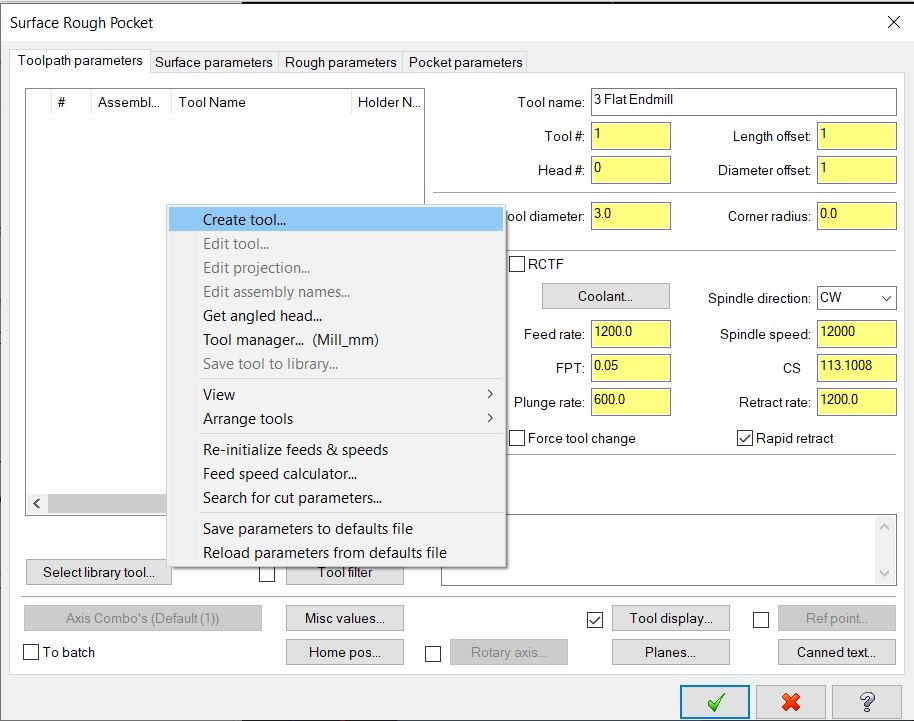 Surface Rough Pocket
Toolpath parameters Surface parameters Rough parameters Pocket parameters
# Assembl... Tool Name Holder N...
Tool name: 3 Flat Endmill
Tool #: 1 Length offset: 1
Head #: 0 Diameter offset: 1
ool diameter: 3.0 Corner radius: 0.0
Create tool...
Edit tool...
Edit projection...
Edit assembly names...
Get angled head...
Tool manager... (Mill_mm)
Save tool to library...
View
Arrange tools
Re-initialize feeds & speeds
Feed speed calculator...
Search for cut parameters...
Save parameters to defaults file
Reload parameters from defaults file
RCTF
Coolant... Spindle direction: CW
Feed rate: 1200.0 Spindle speed: 12000
FPT: 0.05 CS 113.1008
Plunge rate: 600.0 Retract rate: 1200.0
Force tool change Rapid retract
Select library tool... Tool filter
Axis Combo's (Default (1)) Misc values... Tool display... Ref point...
To batch Home pos... Rotary axis... Planes... Canned text...